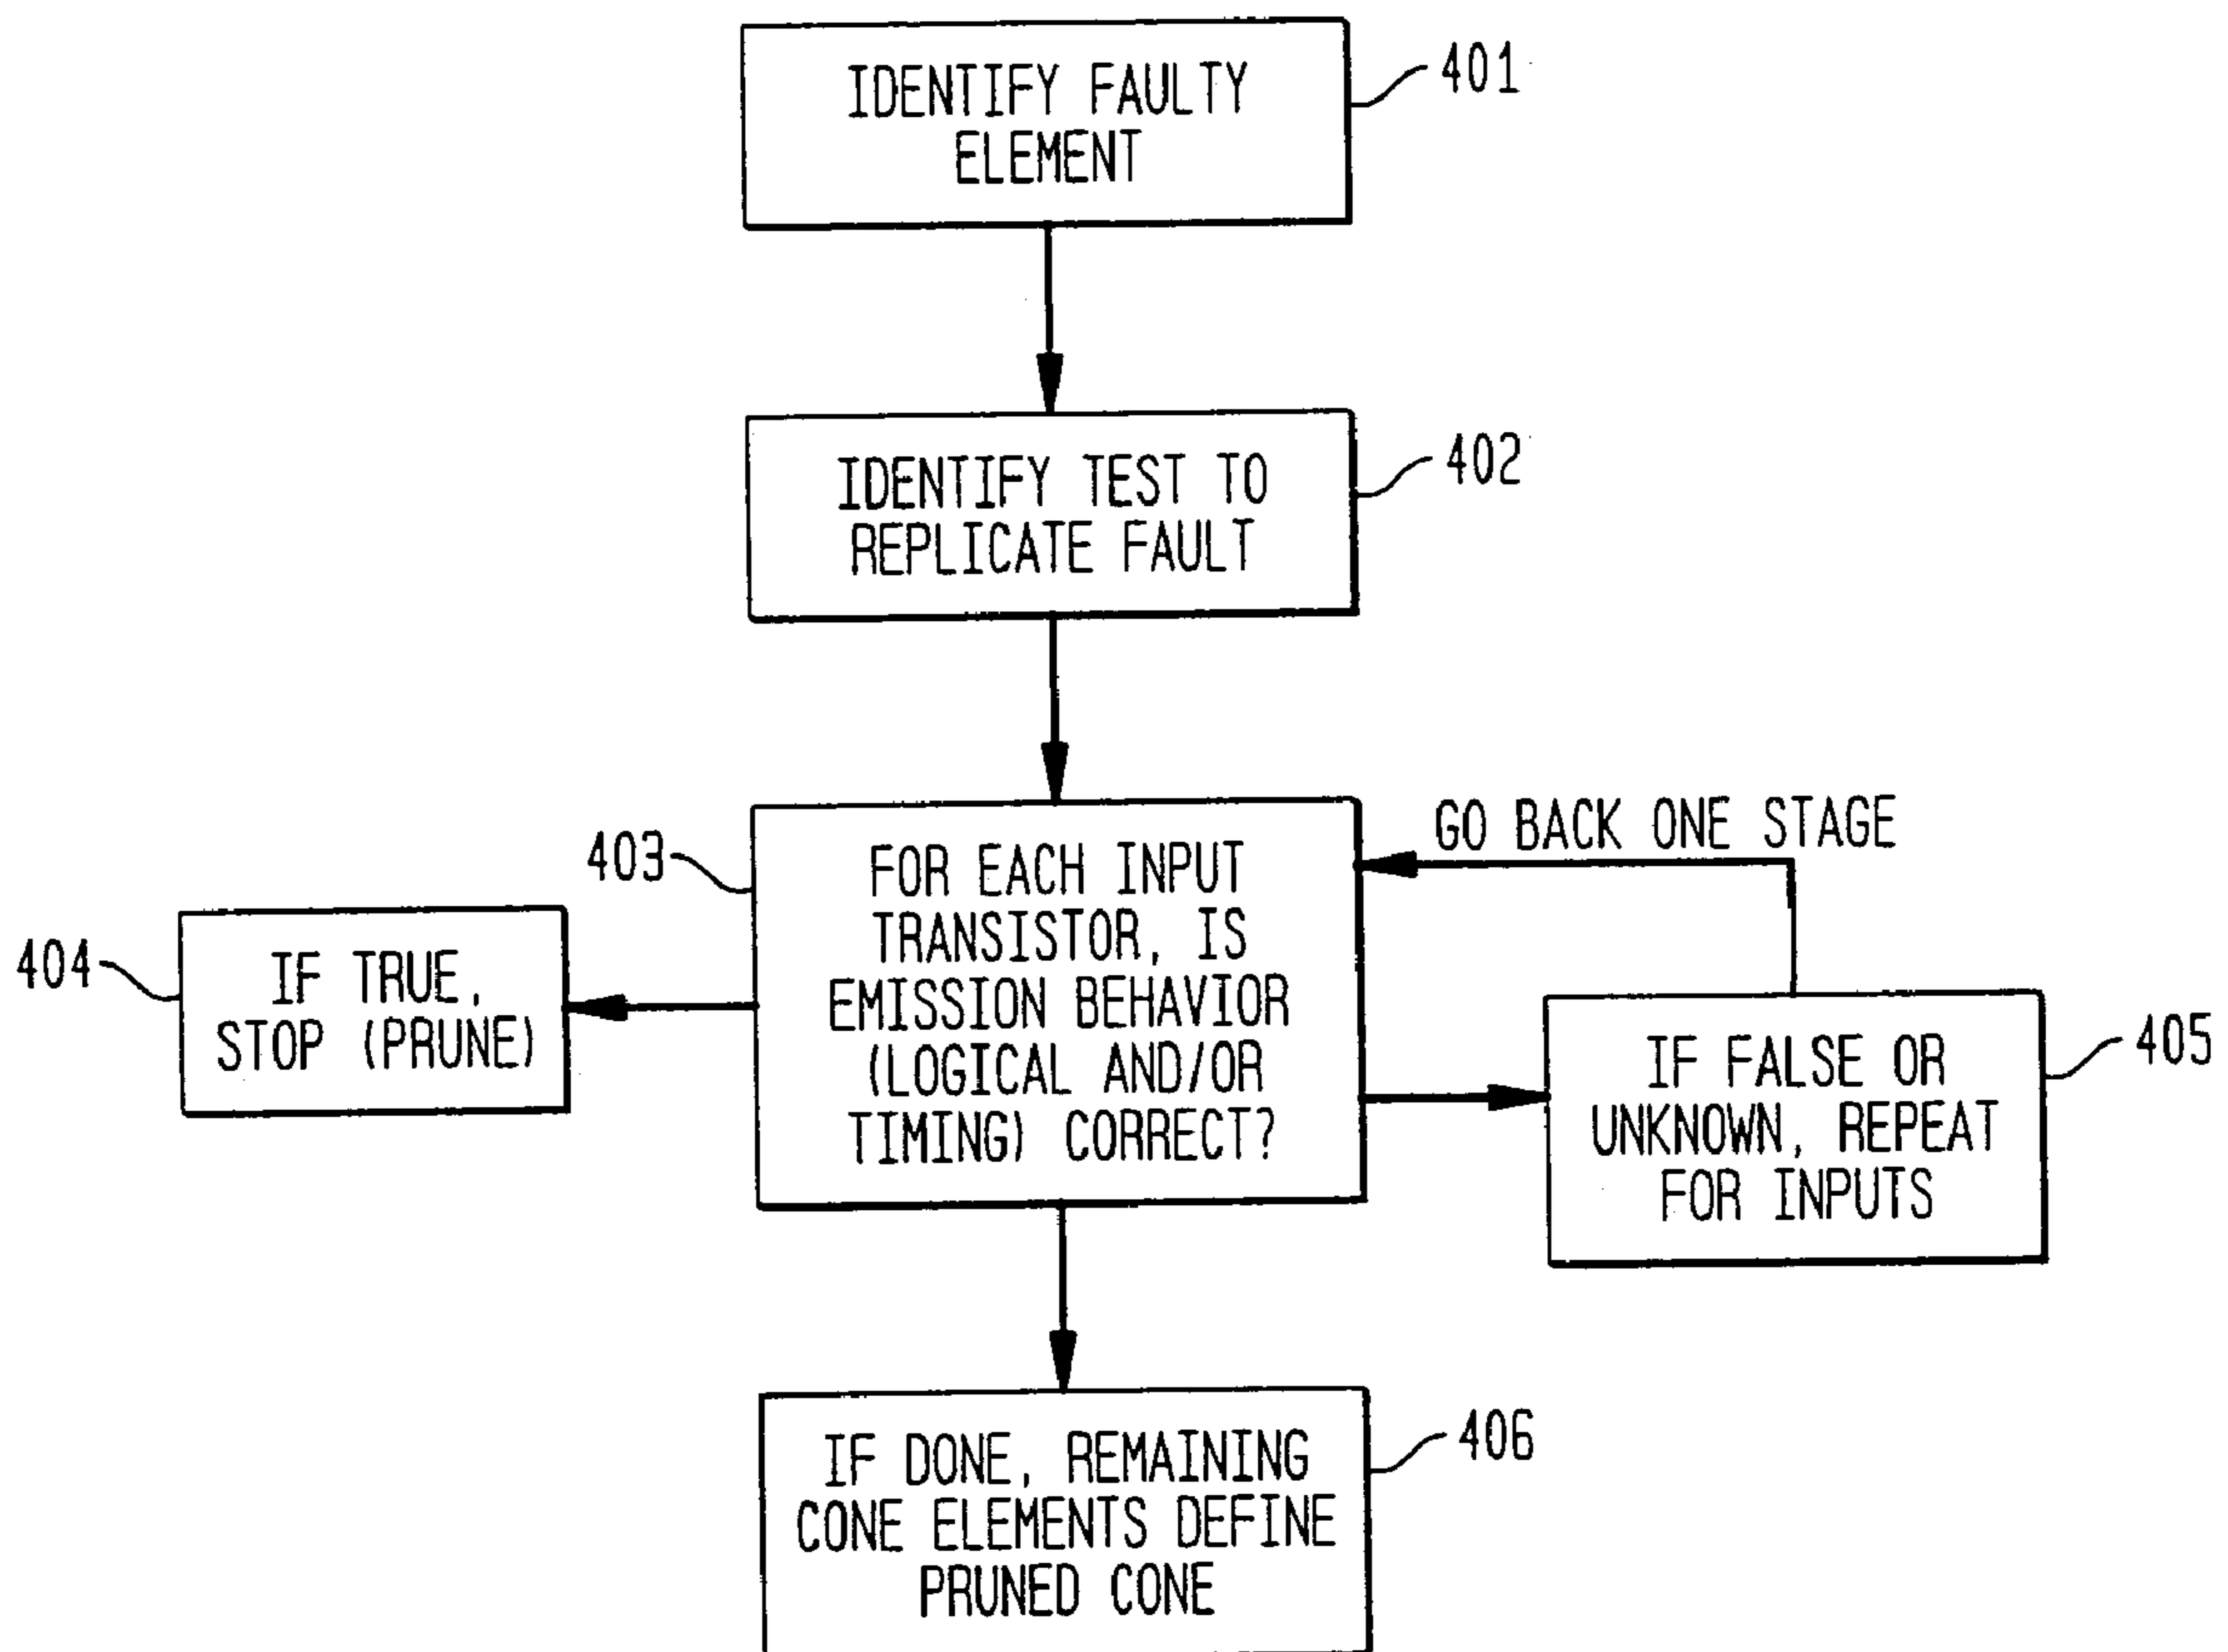 IDENTIFY FAULTY
ELEMENT
401
IDENTIFY TEST TO
REPLICATE FAULT
402
403
FOR EACH INPUT
TRANSISTOR, IS
EMISSION BEHAVIOR
(LOGICAL AND/OR
TIMING) CORRECT?
GO BACK ONE STAGE
404
IF TRUE,
STOP (PRUNE)
IF FALSE OR
UNKNOWN, REPEAT
FOR INPUTS
405
IF DONE, REMAINING
CONE ELEMENTS DEFINE
PRUNED CONE
406